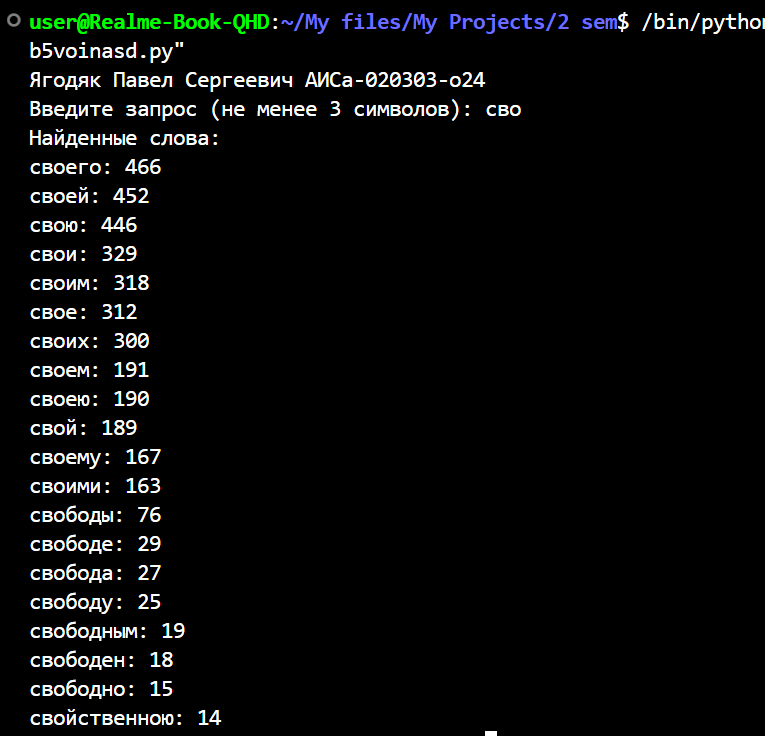 user@Realme-Book-QHD:~/My files/My Projects/2 sem$ /bin/python
b5voinasd.py"
Ягодяк Павел Сергеевич АИСа-020303-о24
Введите запрос (не менее 3 символов): сво
Найденные слова:
своего: 466
своей: 452
свою: 446
свои: 329
своим: 318
свое: 312
своих: 300
своем: 191
своею: 190
свой: 189
своему: 167
своими: 163
свободы: 76
свободе: 29
свобода: 27
свободу: 25
свободным: 19
свободен: 18
свободно: 15
свойственною: 14